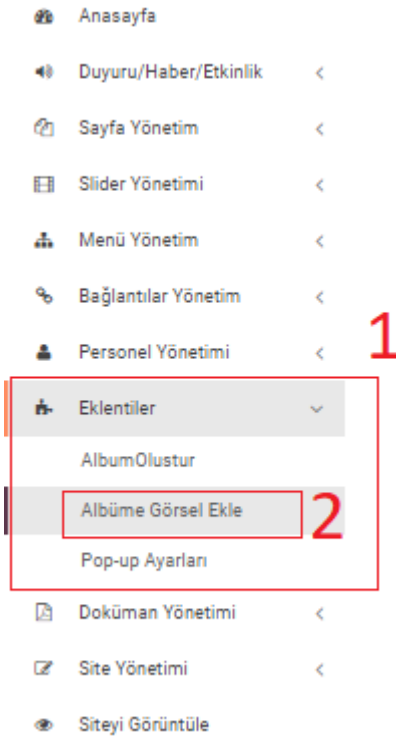 Anasayfa
Duyuru/Haber/Etkinlik
Sayfa Yönetim
Slider Yönetimi
Menü Yönetim
Bağlantılar Yönetim
Personel Yönetimi
1
Eklentiler
AlbumOlustur
Albüme Görsel Ekle
2
Pop-up Ayarları
Doküman Yönetimi
Site Yönetimi
Siteyi Görüntüle